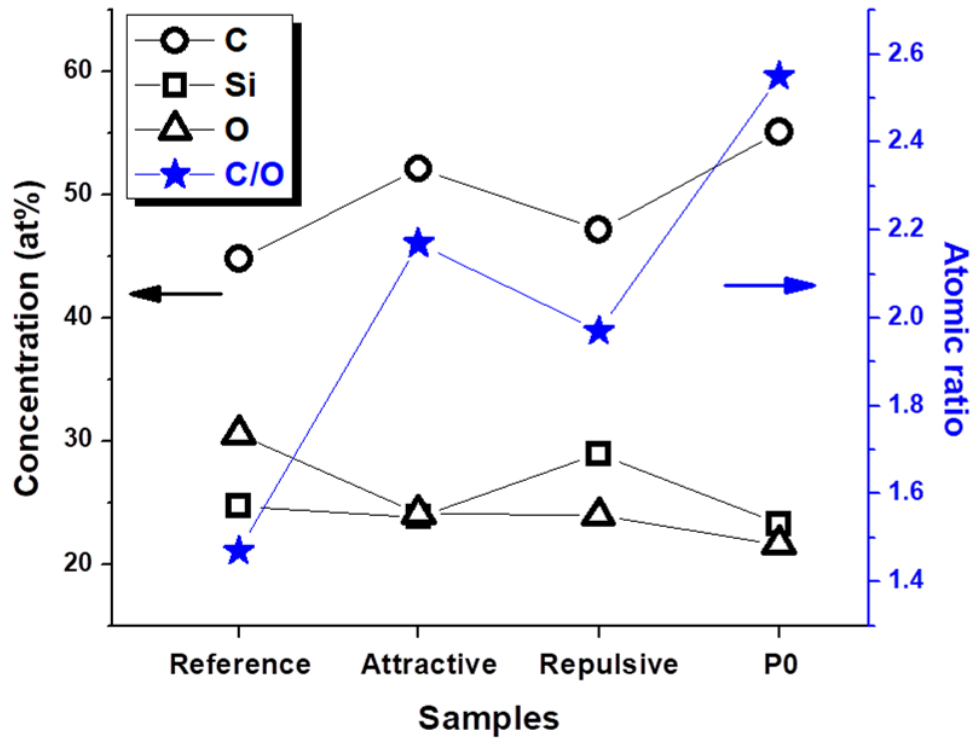 C
Si
O
C/O
Concentration (at%)
60
50
40
30
20
2.6
2.4
2.2
2.0
1.8
1.6
1.4
Atomic ratio
Reference Attractive Repulsive P0
Samples